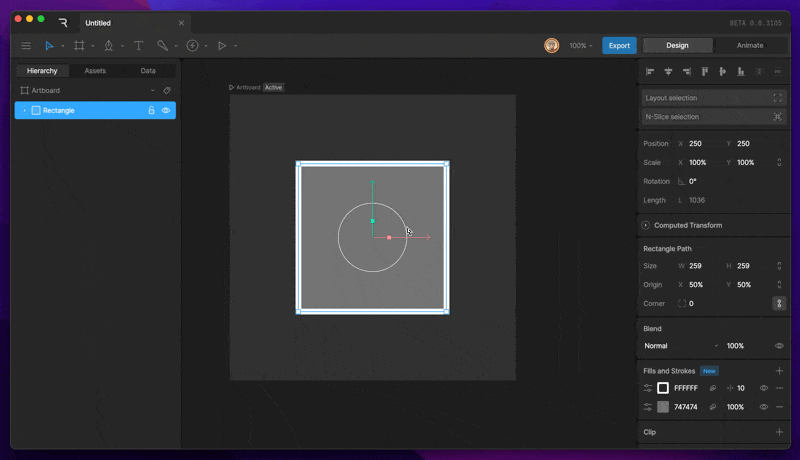 Untitled
BETA 0.8.3105
100%
Export
Design
Animate
Hierarchy
Assets
Data
Artboard
Rectangle
Artboard
Active
Layout selection
N-Slice selection
Position X 250 Y 250
Scale X 100% Y 100%
Rotation 0°
Length L 1036
Computed Transform
Rectangle Path
Size W 259 H 259
Origin X 50% Y 50%
Corner 0
Blend
Normal 100%
Fills and Strokes New
FFFFFF 10
747474 100%
Clip